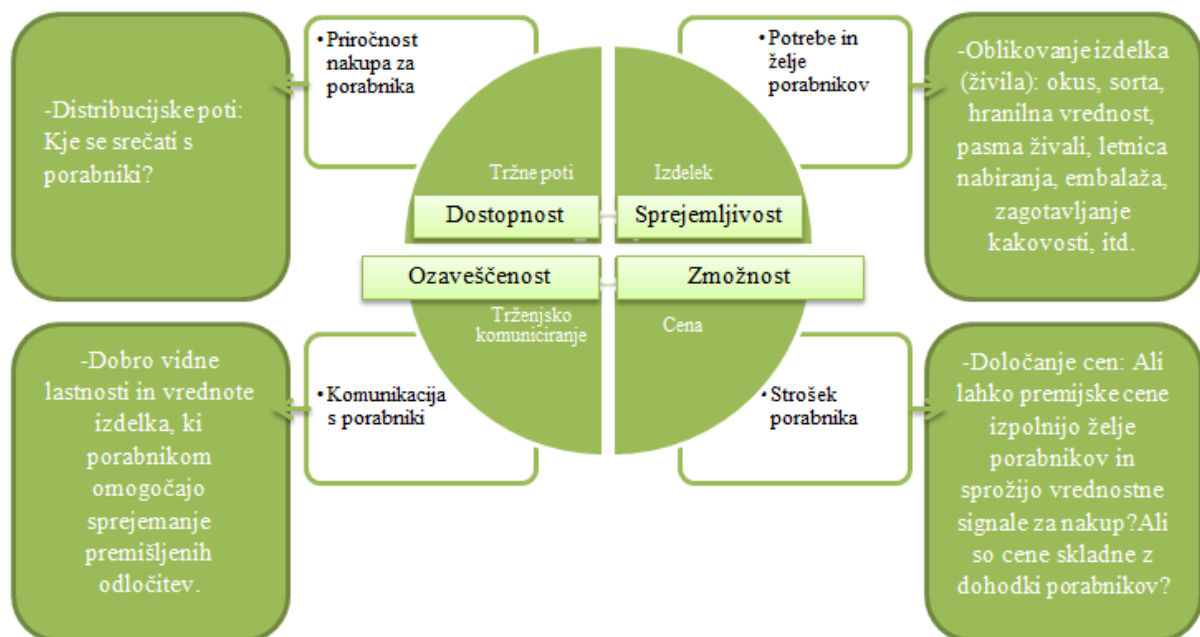 -Distribucijske poti:
Kje se srečati s
porabniki?
•Priročnost
nakupa za
porabnika
•Potrebe in
želje
porabnikov
-Oblikovanje izdelka
(živila): okus, sorta,
hranilna vrednost,
pasma živali, letnica
nabiranja, embalaža,
zagotavljanje
kakovosti, itd.
Tržne poti
Izdelek
Dostopnost
Sprejemljivost
Ozaveščenost
Zmožnost
Trženjsko
komuniciranje
Cena
-Dobro vidne
lastnosti in vrednote
izdelka, ki
porabnikom
omogočajo
sprejemanje
premišljenih
odločitev.
•Komunikacija
s porabniki
•Strošek
porabnika
-Določanje cen: Ali
lahko premijske cene
izpolnijo želje
porabnikov in
sprožijo vrednostne
signale za nakup?Ali
so cene skladne z
dohodki porabnikov?